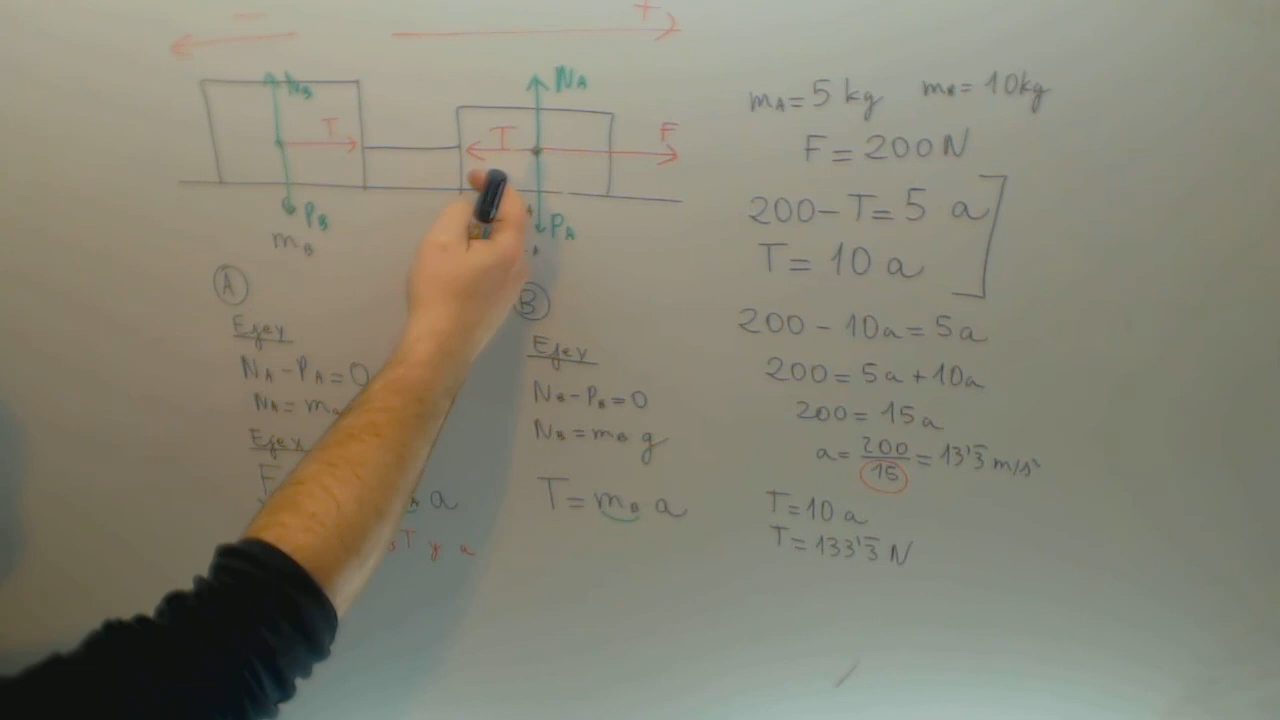 - +
N_B
N_A
T
T
F
P_B
P_A
m_B
A
Eje y
N_A - P_A = 0
N_A = m
Eje x
F
a
T y a
B
Eje y
N_B - P_B = 0
N_B = m_B g
T = m_B a
m_A = 5 kg m_B = 10 kg
F = 200 N
200 - T = 5 a
T = 10 a
200 - 10a = 5a
200 = 5a + 10a
200 = 15a
a = 200/15 = 13'3̄ m/s²
T = 10 a
T = 133'3̄ N